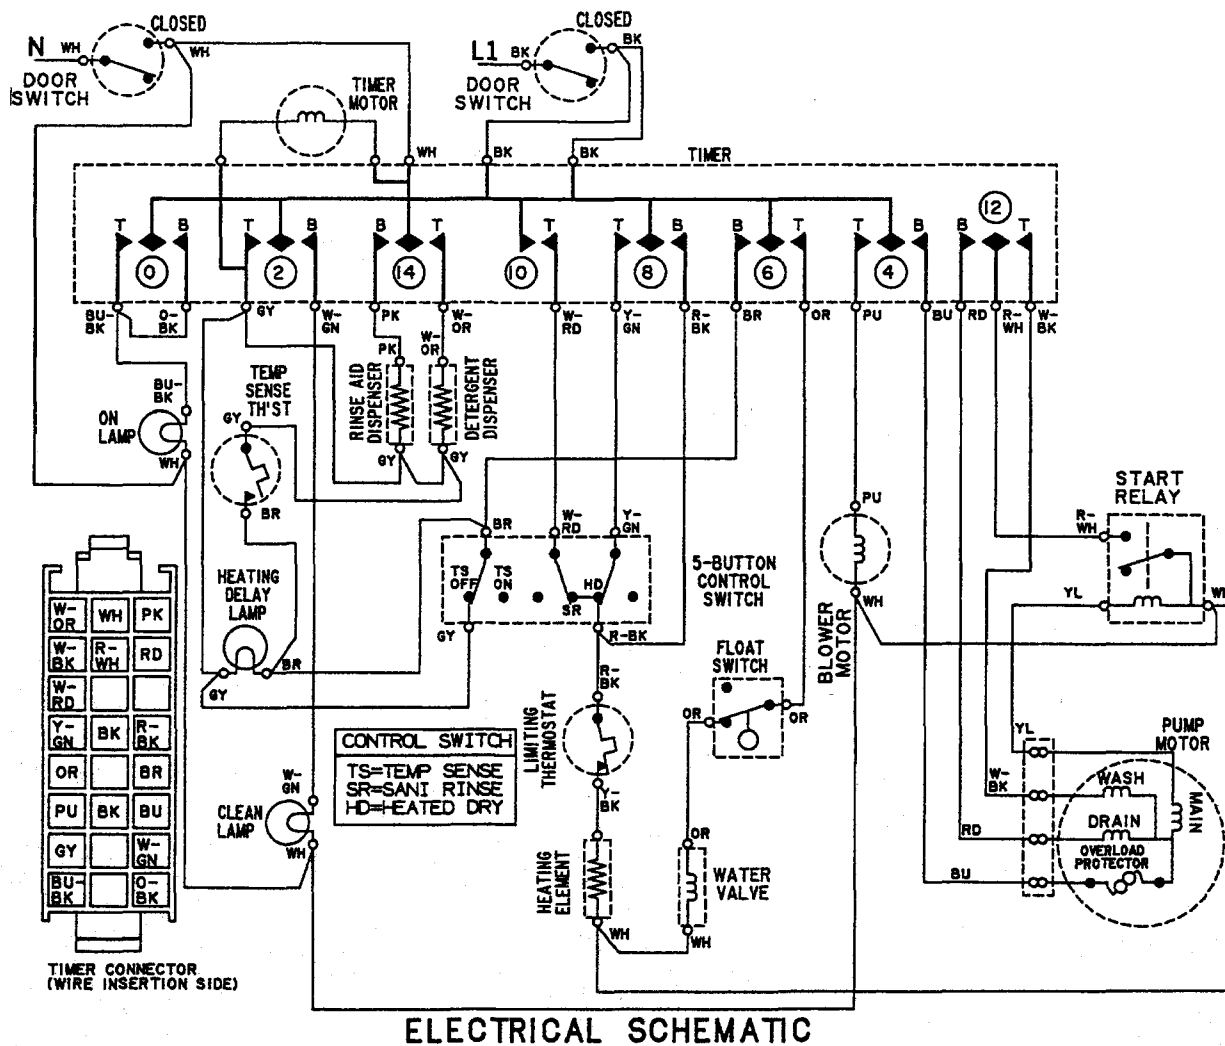 CLOSED
N WH
WH
DOOR
SWITCH
CLOSED
L1 BK
BK
DOOR
SWITCH
TIMER
MOTOR
WH
BK
BK
TIMER
T B
T B
B T
T
T B
B T
T B
B T
0
2
14
10
8
6
4
12
BU-
BK
O-
BK
GY
W-
GN
PK
W-
OR
W-
RD
Y-
GN
R-
BK
BR
OR
PU
BU
RD
R-
WH
W-
BK
PK
W-
OR
BU-
BK
ON
LAMP
WH
TEMP
SENSE
TH'ST
GY
BR
RINSE AID
DISPENSER
DETERGENT
DISPENSER
GY
GY
HEATING
DELAY
LAMP
GY
BR
BR
W-
RD
Y-
GN
TS
OFF
TS
ON
HD
SR
GY
R-BK
5-BUTTON
CONTROL
SWITCH
PU
BLOWER
MOTOR
WH
START
RELAY
R-
WH
YL
FLOAT
SWITCH
OR
OR
R-
BK
LIMITING
THERMOSTAT
Y-
BK
CONTROL SWITCH
TS=TEMP SENSE
SR=SANI RINSE
HD=HEATED DRY
W-
GN
CLEAN
LAMP
WH
HEATING
ELEMENT
WH
OR
WATER
VALVE
WH
YL
PUMP
MOTOR
W-
BK
WASH
MAIN
RD
DRAIN
OVERLOAD
PROTECTOR
BU
W-
OR
WH
PK
W-
BK
R-
WH
RD
W-
RD
Y-
GN
BK
R-
BK
OR
BR
PU
BK
BU
GY
W-
GN
BU-
BK
O-
BK
TIMER CONNECTOR
(WIRE INSERTION SIDE)
ELECTRICAL SCHEMATIC